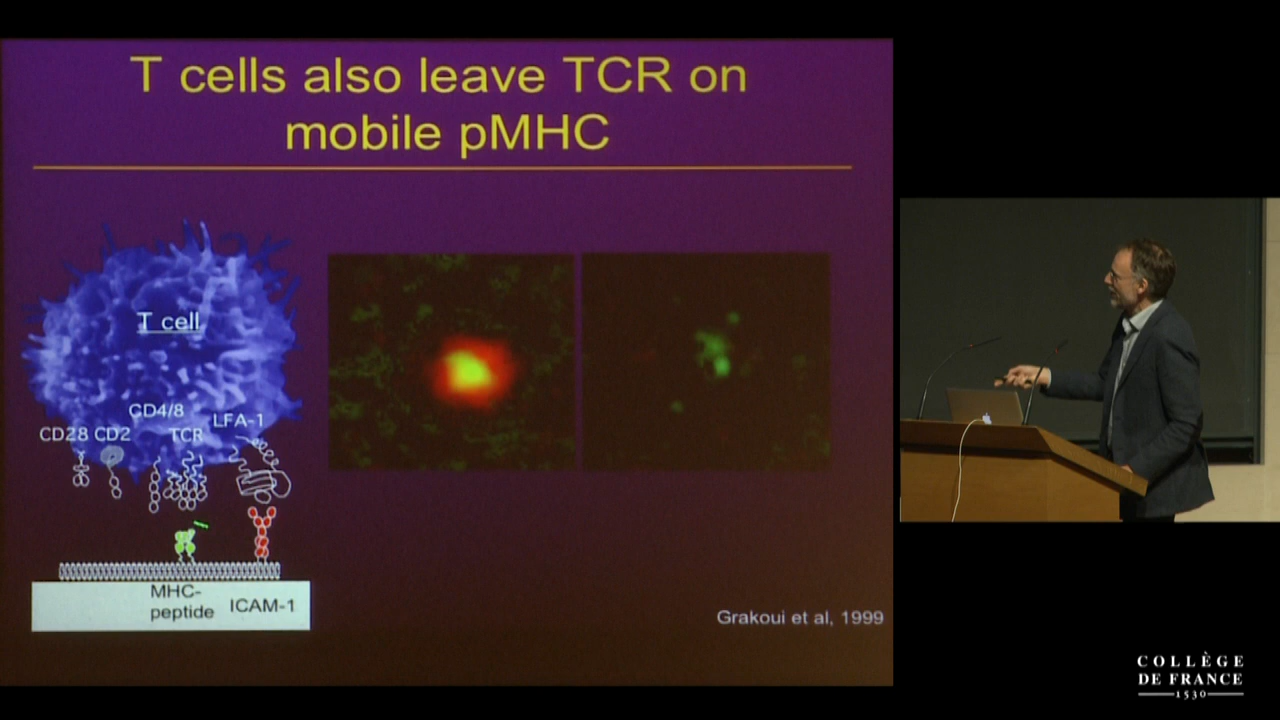 T cells also leave TCR on
mobile pMHC
T cell
CD4/8
LFA-1
CD28 CD2
TCR
MHC-
peptide
ICAM-1
Grakoui et al, 1999
COLLÈGE
DE FRANCE
1530